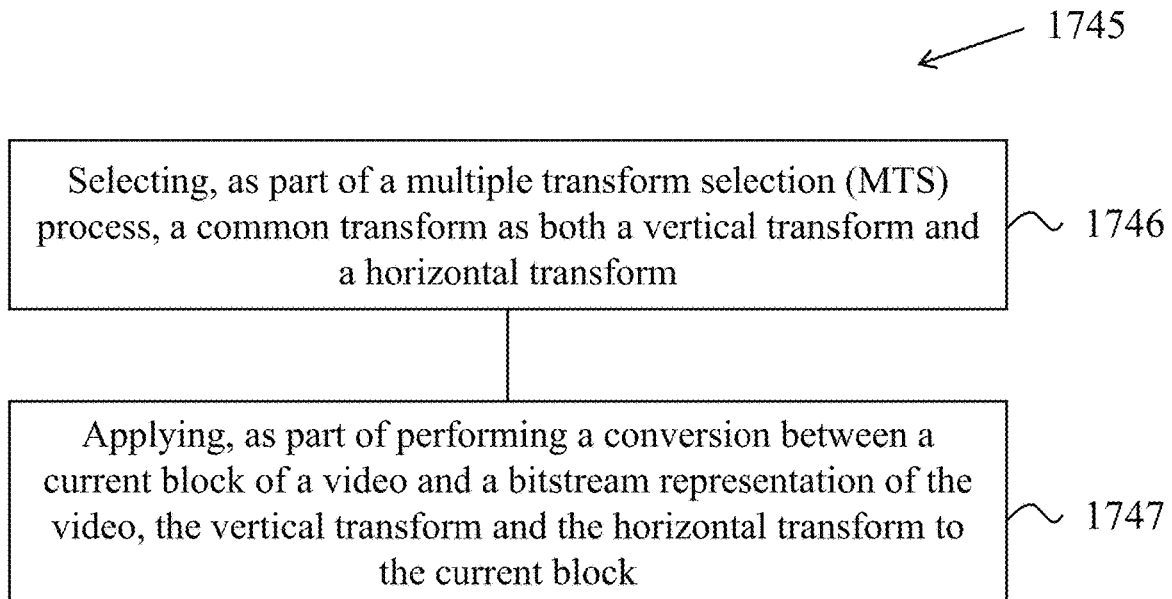 1745
Selecting, as part of a multiple transform selection (MTS)
process, a common transform as both a vertical transform and
a horizontal transform
1746
Applying, as part of performing a conversion between a
current block of a video and a bitstream representation of the
video, the vertical transform and the horizontal transform to
the current block
1747